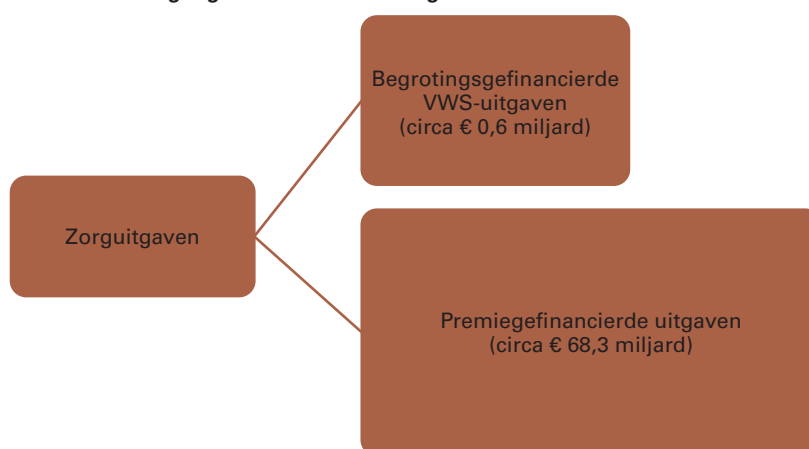 Zorguitgaven
Begrotingsgefinancierde
VWS-uitgaven
(circa € 0,6 miljard)
Premiegefinancierde uitgaven
(circa € 68,3 miljard)